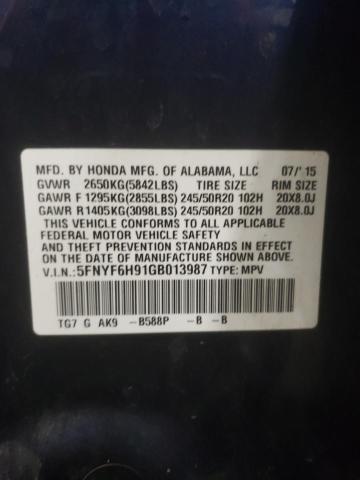 MFD. BY HONDA MFG. OF ALABAMA, LLC 07/'15
GVWR 2650KG(5842LBS) TIRE SIZE RIM SIZE
GAWR F 1295KG(2855LBS) 245/50R20 102H 20X8.0J
GAWR R 1405KG(3098LBS) 245/50R20 102H 20X8.0J
THIS VEHICLE CONFORMS TO ALL APPLICABLE
FEDERAL MOTOR VEHICLE SAFETY
AND THEFT PREVENTION STANDARDS IN EFFECT
ON THE DATE OF MANUFACTURE SHOWN ABOVE.
V.I.N.: 5FNYF6H91GB013987 TYPE: MPV
TG7 G AK9 -B588P -B -B